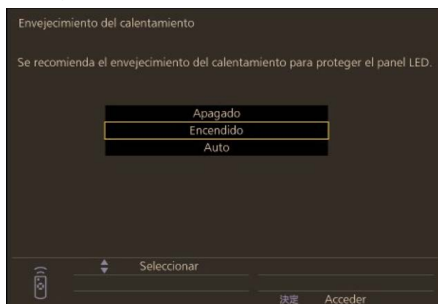 Envejecimiento del calentamiento
Se recomienda el envejecimiento del calentamiento para proteger el panel LED.
Apagado
Encendido
Auto
Seleccionar
決定 Acceder